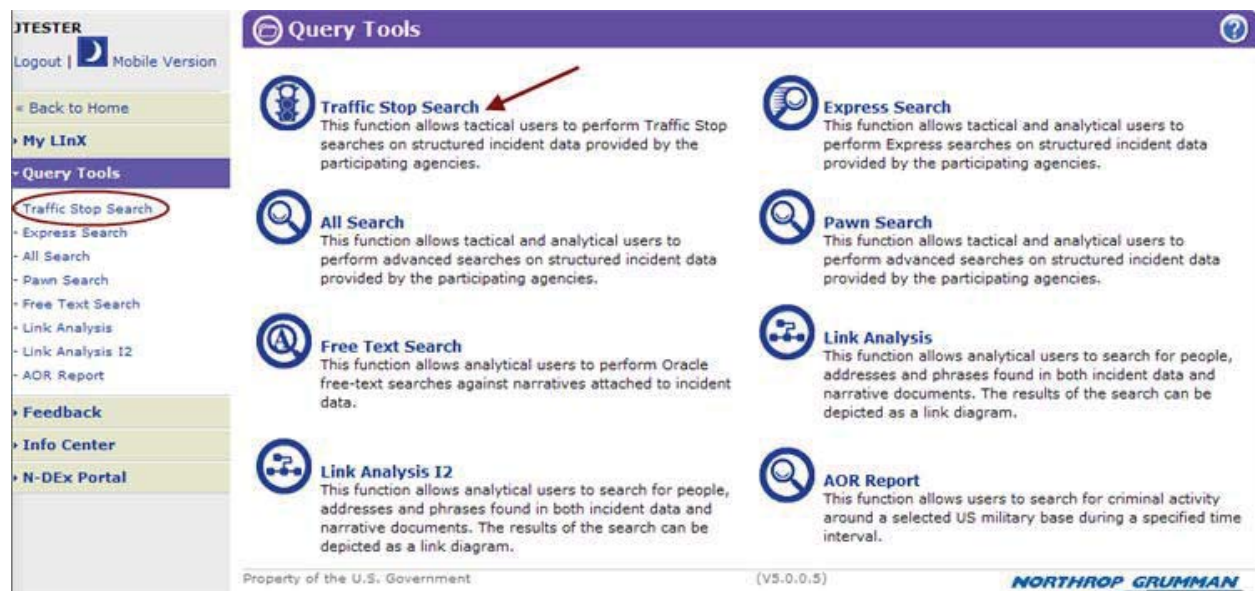 JTESTER
Logout | Mobile Version
« Back to Home
My LInX
Query Tools
- Traffic Stop Search
- Express Search
- All Search
- Pawn Search
- Free Text Search
- Link Analysis
- Link Analysis I2
- AOR Report
Feedback
Info Center
N-DEx Portal
Query Tools
?
Traffic Stop Search
This function allows tactical users to perform Traffic Stop
searches on structured incident data provided by the
participating agencies.
Express Search
This function allows tactical and analytical users to
perform Express searches on structured incident data
provided by the participating agencies.
All Search
This function allows tactical and analytical users to
perform advanced searches on structured incident data
provided by the participating agencies.
Pawn Search
This function allows tactical and analytical users to
perform advanced searches on structured incident data
provided by the participating agencies.
A
Free Text Search
This function allows analytical users to perform Oracle
free-text searches against narratives attached to incident
data.
Link Analysis
This function allows analytical users to search for people,
addresses and phrases found in both incident data and
narrative documents. The results of the search can be
depicted as a link diagram.
Link Analysis I2
This function allows analytical users to search for people,
addresses and phrases found in both incident data and
narrative documents. The results of the search can be
depicted as a link diagram.
AOR Report
This function allows users to search for criminal activity
around a selected US military base during a specified time
interval.
Property of the U.S. Government
(V5.0.0.5)
NORTHROP GRUMMAN